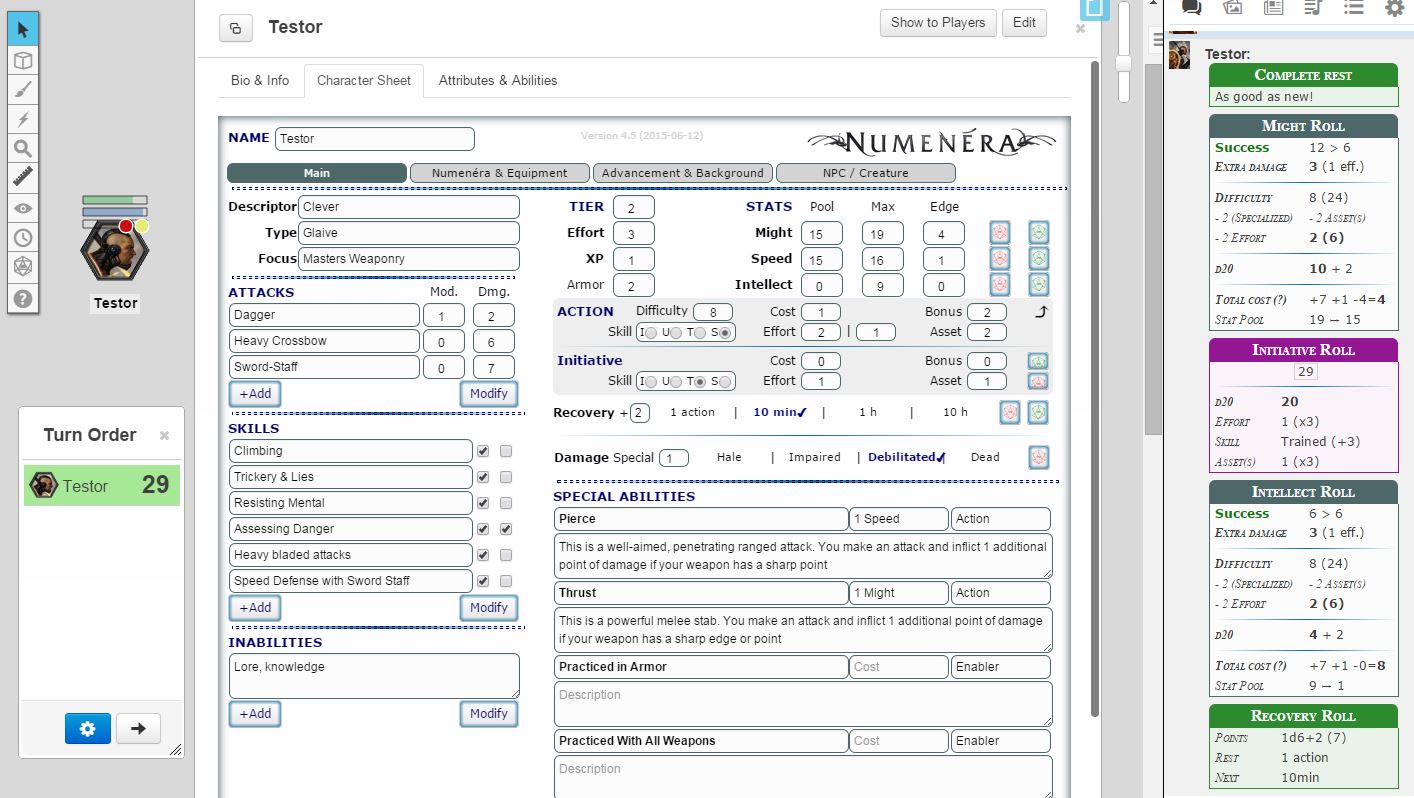 Testor
Show to Players
Edit
Bio & Info
Character Sheet
Attributes & Abilities
NAME Testor
Version 4.5 (2015-06-12)
NUMENÉRA
Main
Numenéra & Equipment
Advancement & Background
NPC / Creature
Descriptor Clever
Type Glaive
Focus Masters Weaponry
ATTACKS Mod. Dmg.
Dagger 1 2
Heavy Crossbow 0 6
Sword-Staff 0 7
+Add Modify
SKILLS
Climbing
Trickery & Lies
Resisting Mental
Assessing Danger
Heavy bladed attacks
Speed Defense with Sword Staff
+Add Modify
INABILITIES
Lore, knowledge
+Add Modify
TIER 2
Effort 3
XP 1
Armor 2
STATS Pool Max Edge
Might 15 19 4
Speed 15 16 1
Intellect 0 9 0
ACTION Difficulty 8 Cost 1 Bonus 2
Skill I U T S Effort 2 | 1 Asset 2
Initiative Cost 0 Bonus 0
Skill I U T S Effort 1 Asset 1
Recovery + 2 1 action | 10 min✔ | 1 h | 10 h
Damage Special 1 Hale | Impaired | Debilitated✔ Dead
SPECIAL ABILITIES
Pierce 1 Speed Action
This is a well-aimed, penetrating ranged attack. You make an attack and inflict 1 additional
point of damage if your weapon has a sharp point
Thrust 1 Might Action
This is a powerful melee stab. You make an attack and inflict 1 additional point of damage
if your weapon has a sharp edge or point
Practiced in Armor Cost Enabler
Description
Practiced With All Weapons Cost Enabler
Description
Testor
Turn Order
Testor 29
Testor:
COMPLETE REST
As good as new!
MIGHT ROLL
Success 12 > 6
EXTRA DAMAGE 3 (1 eff.)
DIFFICULTY 8 (24)
- 2 (SPECIALIZED) - 2 ASSET(S)
- 2 EFFORT 2 (6)
D20 10 + 2
TOTAL COST (?) +7 +1 -4=4
STAT POOL 19 → 15
INITIATIVE ROLL
29
D20 20
EFFORT 1 (x3)
SKILL Trained (+3)
ASSET(S) 1 (x3)
INTELLECT ROLL
Success 6 > 6
EXTRA DAMAGE 3 (1 eff.)
DIFFICULTY 8 (24)
- 2 (SPECIALIZED) - 2 ASSET(S)
- 2 EFFORT 2 (6)
D20 4 + 2
TOTAL COST (?) +7 +1 -0=8
STAT POOL 9 → 1
RECOVERY ROLL
POINTS 1d6+2 (7)
REST 1 action
NEXT 10min